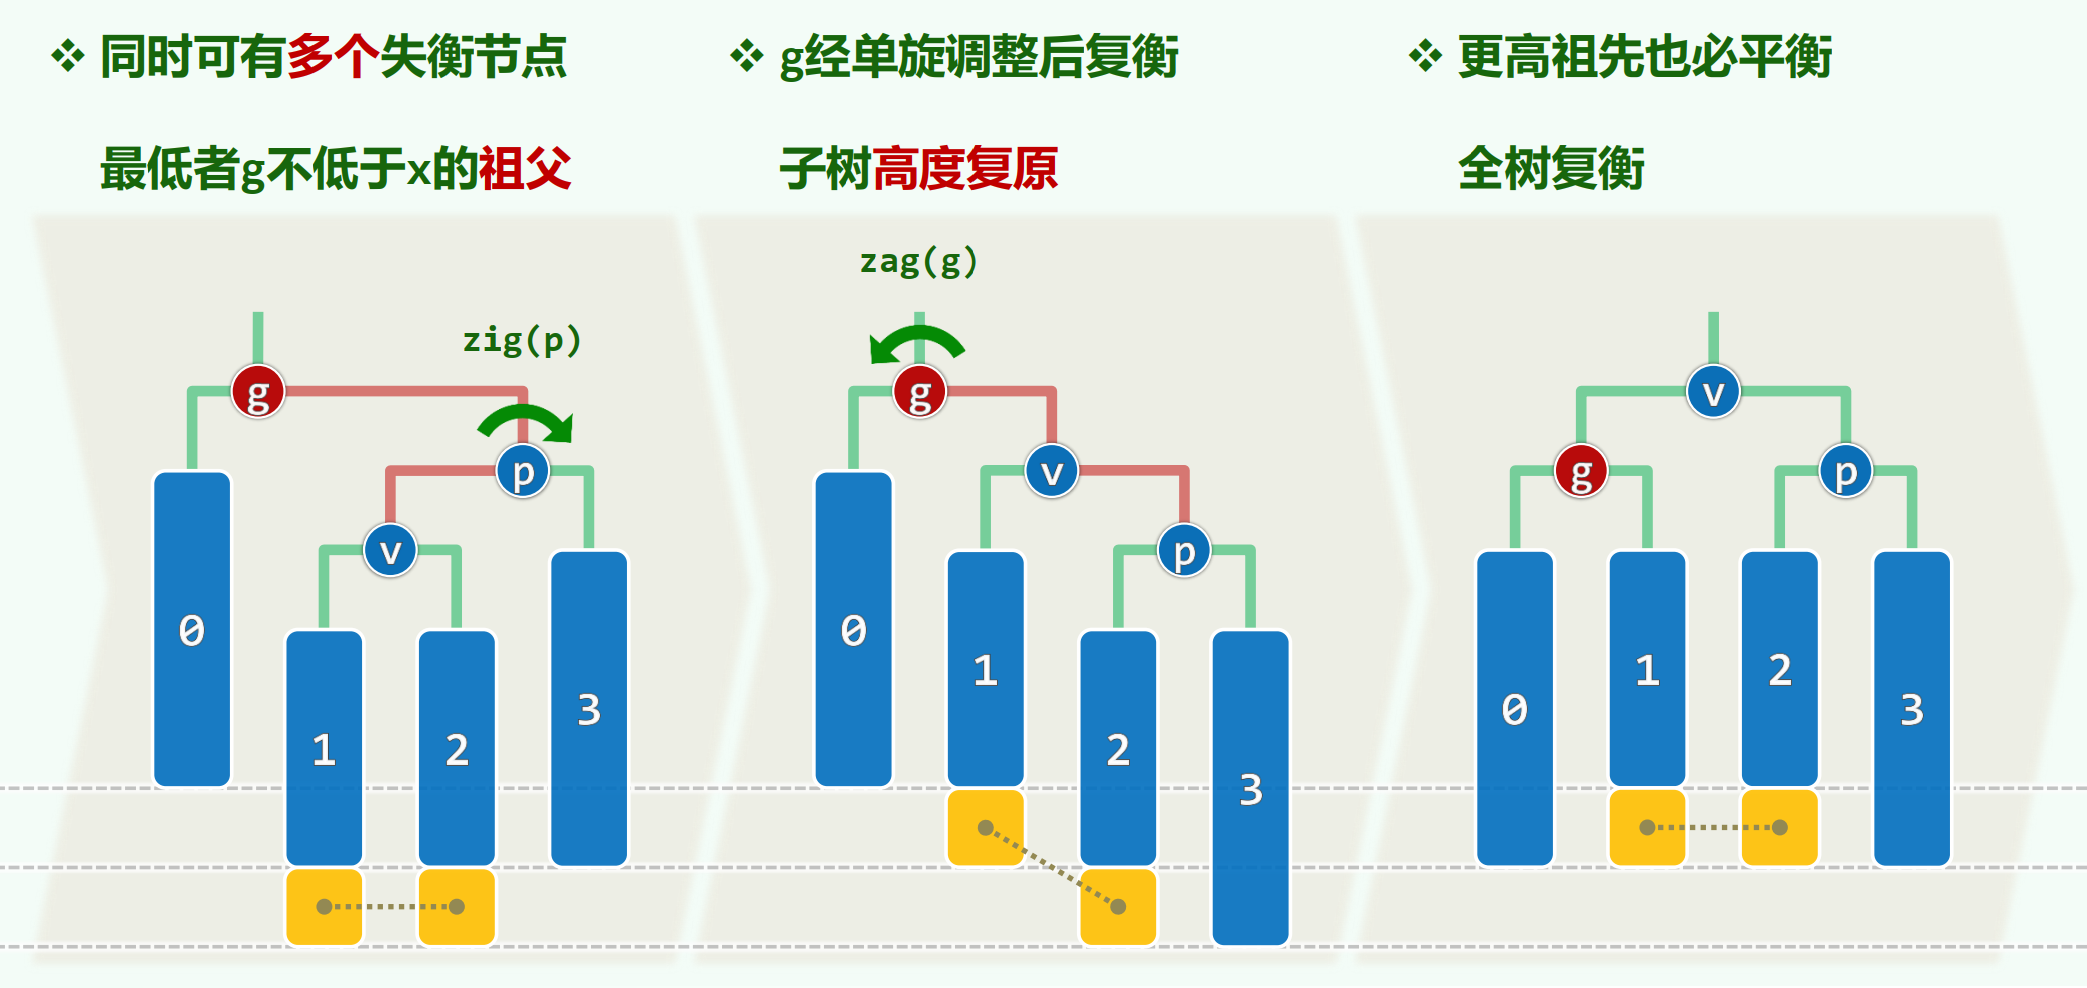 ❖ 同时可有多个失衡节点
最低者g不低于x的祖父
❖ g经单旋调整后复衡
子树高度复原
❖ 更高祖先也必平衡
全树复衡
zig(p)
g
p
v
0
1
2
3
zag(g)
g
v
p
0
1
2
3
v
g
p
0
1
2
3